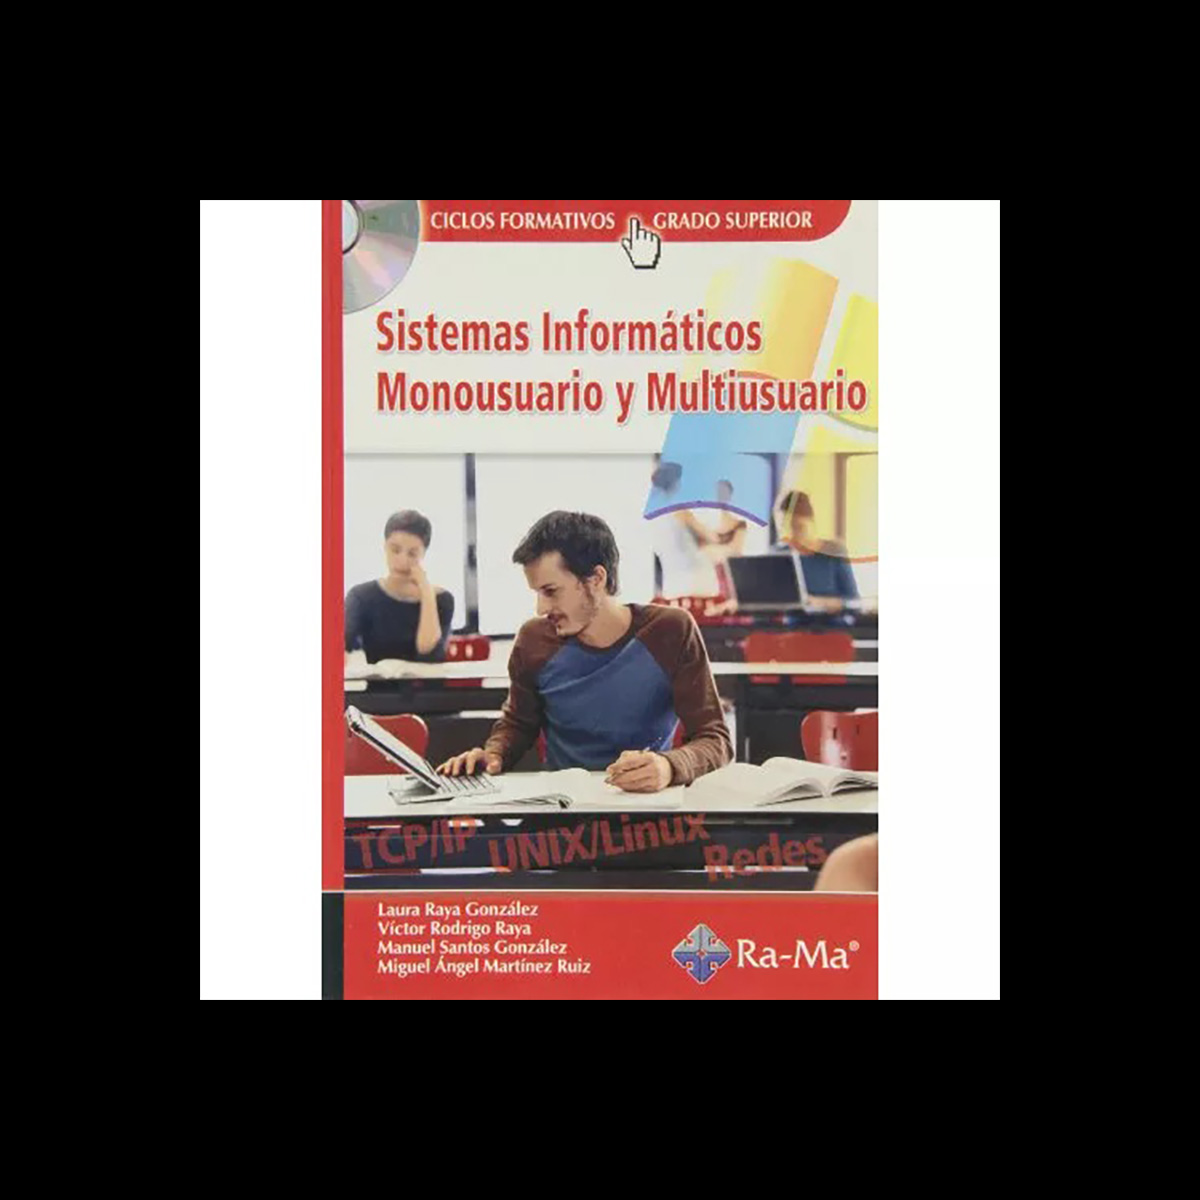 CICLOS FORMATIVOS GRADO SUPERIOR
Sistemas Informáticos
Monousuario y Multiusuario
TCP/IP UNIX/Linux Redes
Laura Raya González
Víctor Rodrigo Raya
Manuel Santos González
Miguel Ángel Martínez Ruiz
Ra-Ma®